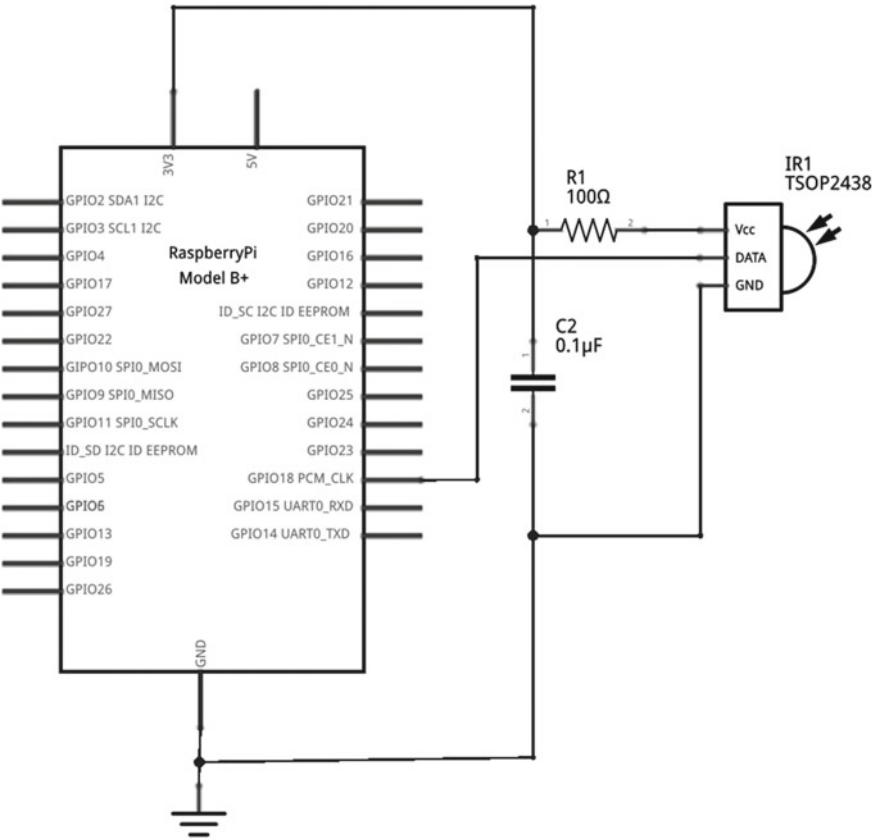 3V3
5V
GPIO2 SDA1 I2C
GPIO3 SCL1 I2C
GPIO4
GPIO17
GPIO27
GPIO22
GIPO10 SPI0_MOSI
GPIO9 SPI0_MISO
GPIO11 SPI0_SCLK
ID_SD I2C ID EEPROM
GPIO5
GPIO6
GPIO13
GPIO19
GPIO26
RaspberryPi
Model B+
GPIO21
GPIO20
GPIO16
GPIO12
ID_SC I2C ID EEPROM
GPIO7 SPI0_CE1_N
GPIO8 SPI0_CE0_N
GPIO25
GPIO24
GPIO23
GPIO18 PCM_CLK
GPIO15 UART0_RXD
GPIO14 UART0_TXD
GND
R1
100Ω
1
2
C2
0.1µF
1
2
IR1
TSOP2438
Vcc
DATA
GND